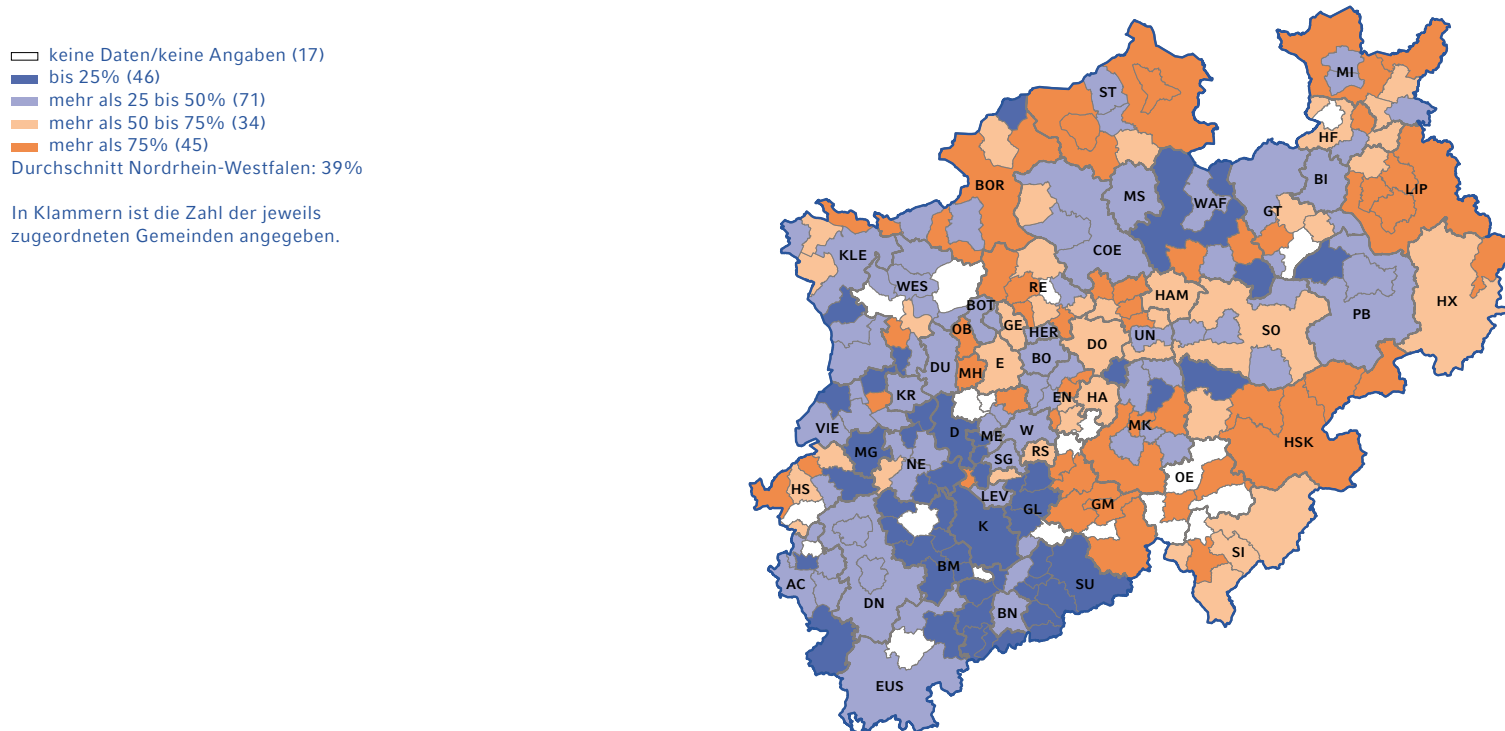 keine Daten/keine Angaben (17)
bis 25% (46)
mehr als 25 bis 50% (71)
mehr als 50 bis 75% (34)
mehr als 75% (45)
Durchschnitt Nordrhein-Westfalen: 39%
In Klammern ist die Zahl der jeweils
zugeordneten Gemeinden angegeben.
MI
ST
HF
BI
BOR
LIP
MS
WAF
GT
COE
KLE
WES
RE
HAM
HX
BOT
PB
OB
GE
HER
DO
UN
SO
BO
DU
MH
E
KR
EN
HA
VIE
D
ME
W
MK
HSK
MG
NE
SG
RS
OE
HS
LEV
GL
GM
K
SI
BM
AC
SU
DN
BN
EUS